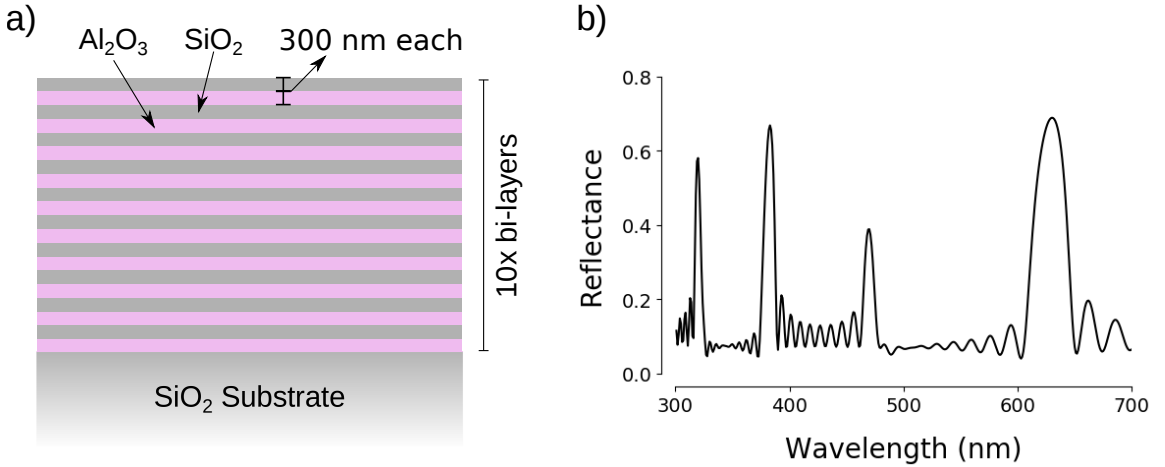 a)
Al₂O₃ SiO₂ 300 nm each
10x bi-layers
SiO₂ Substrate
b)
0.8
0.6
0.4
0.2
0.0
Reflectance
300 400 500 600 700
Wavelength (nm)